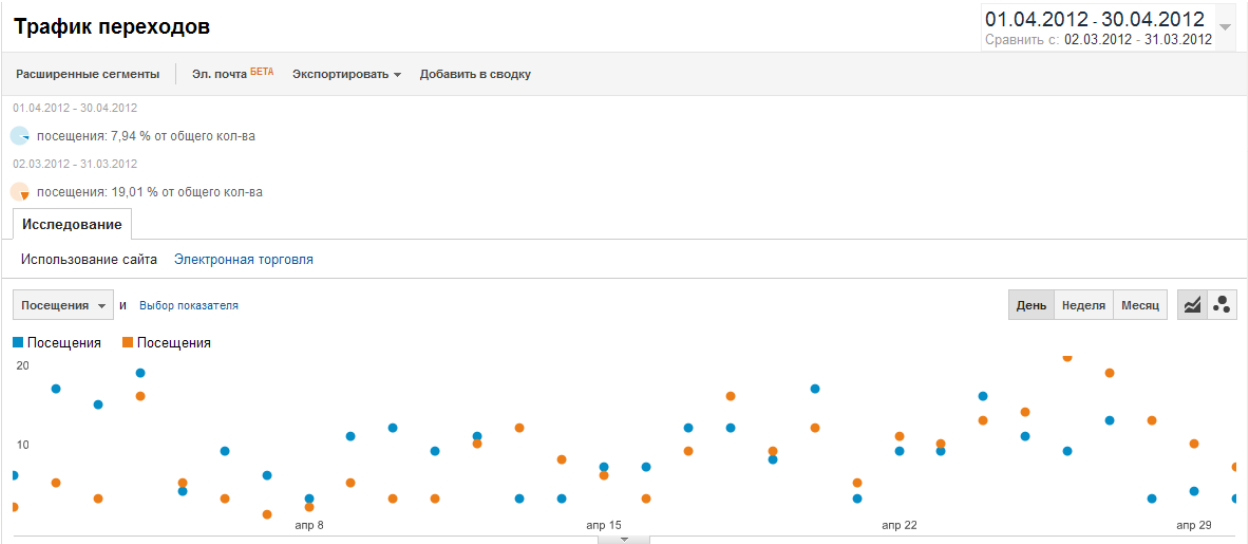 Трафик переходов
01.04.2012 - 30.04.2012
Сравнить с: 02.03.2012 - 31.03.2012
Расширенные сегменты Эл. почта БЕТА Экспортировать Добавить в сводку
01.04.2012 - 30.04.2012
посещения: 7,94 % от общего кол-ва
02.03.2012 - 31.03.2012
посещения: 19,01 % от общего кол-ва
Исследование
Использование сайта Электронная торговля
Посещения и Выбор показателя День Неделя Месяц
Посещения Посещения
20
10
апр 8 апр 15 апр 22 апр 29